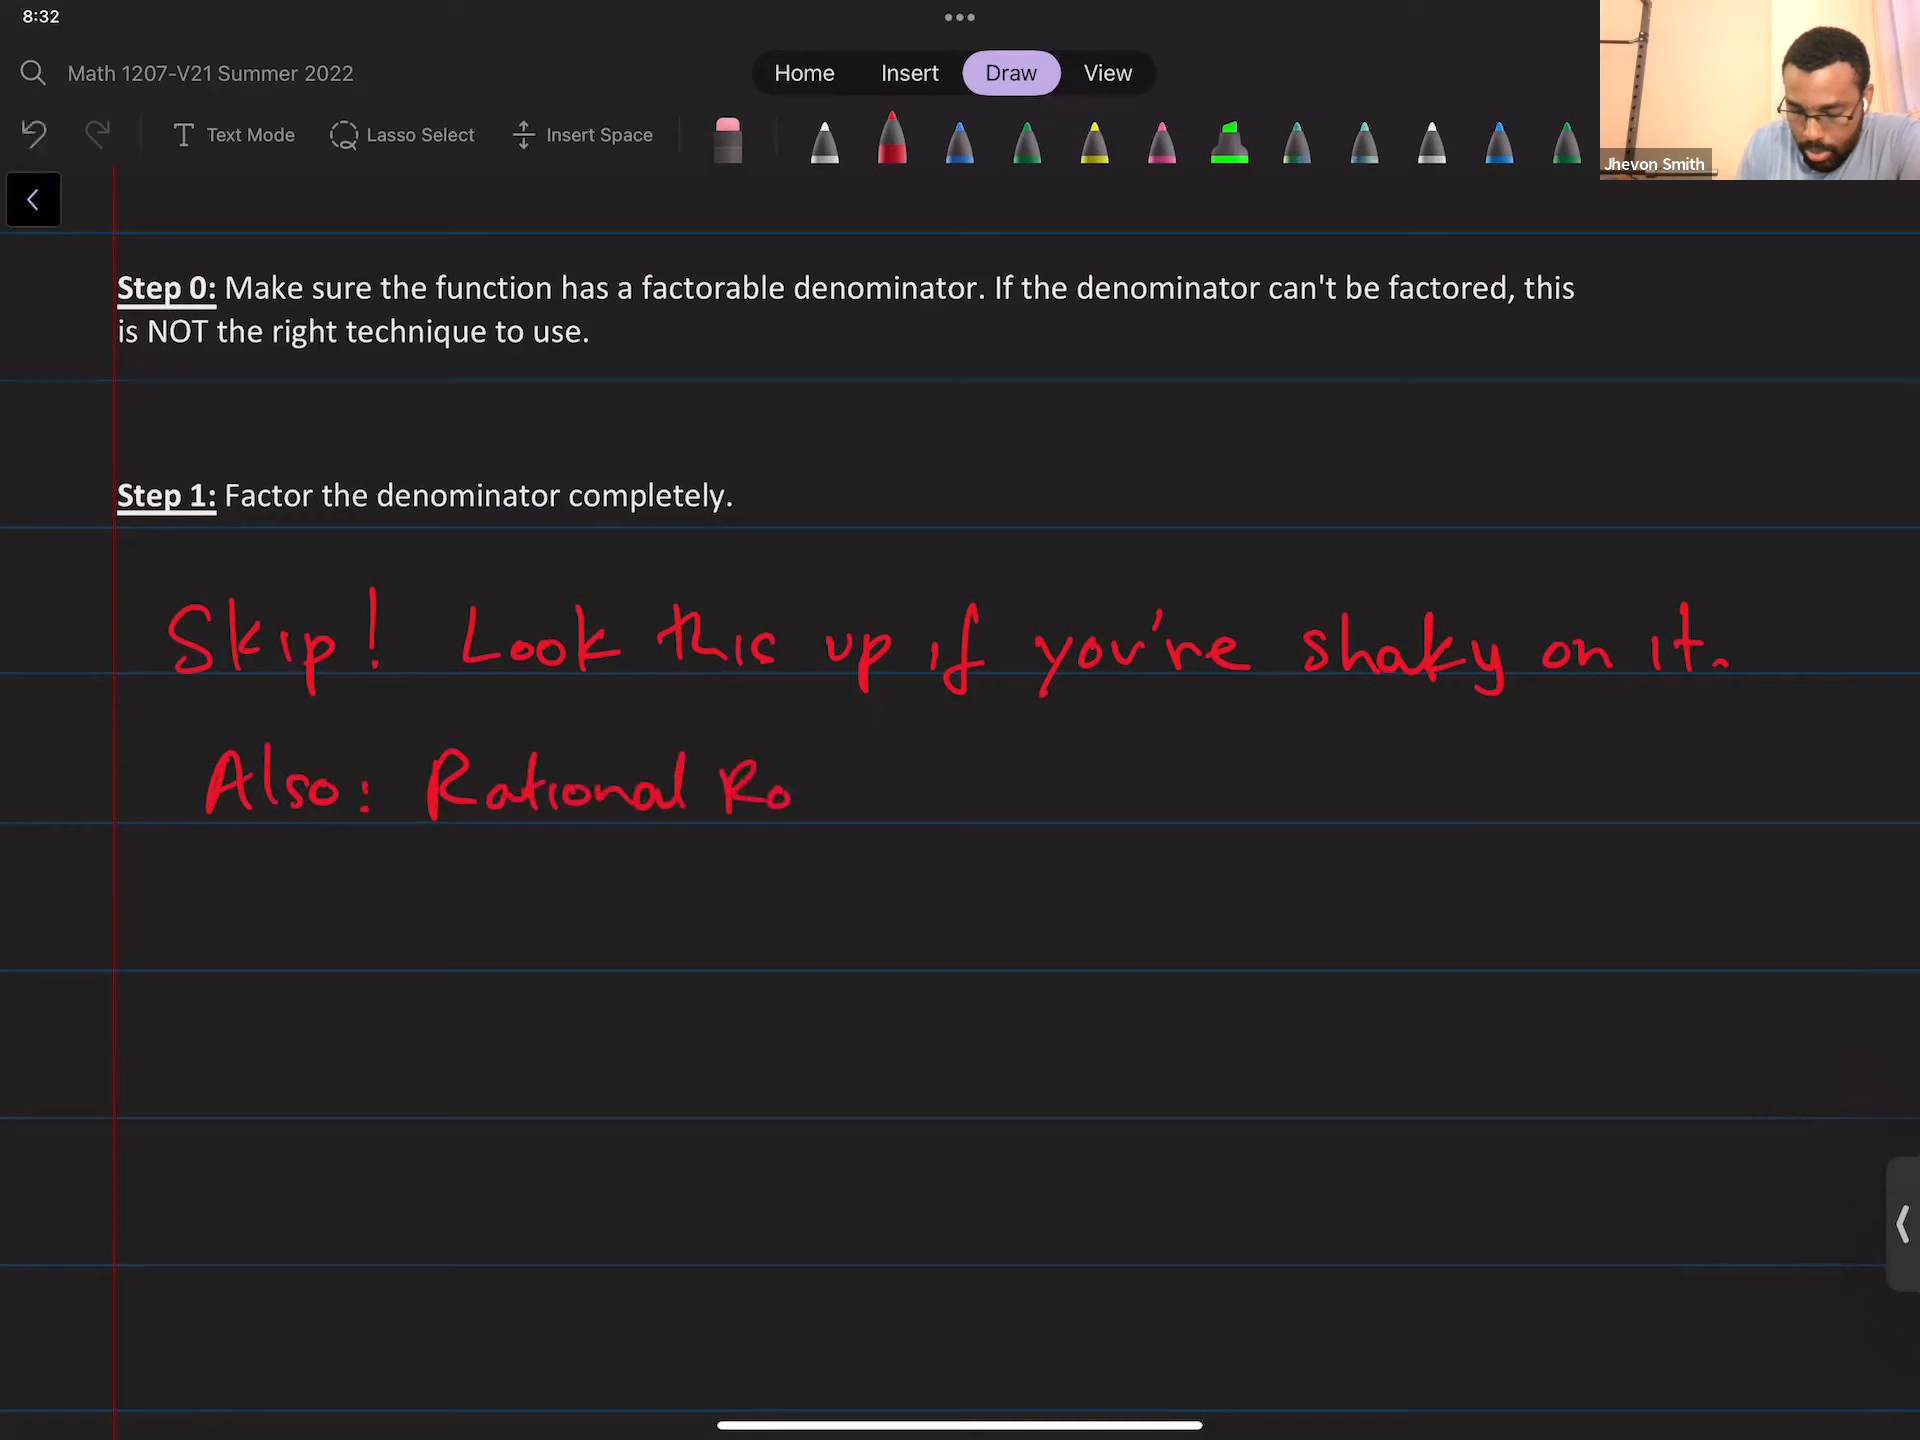 8:32
Math 1207-V21 Summer 2022
Home Insert Draw View
Text Mode Lasso Select Insert Space
Jhevon Smith
Step 0: Make sure the function has a factorable denominator. If the denominator can't be factored, this
is NOT the right technique to use.
Step 1: Factor the denominator completely.
Skip! Look this up if you're shaky on it.
Also: Rational Ro